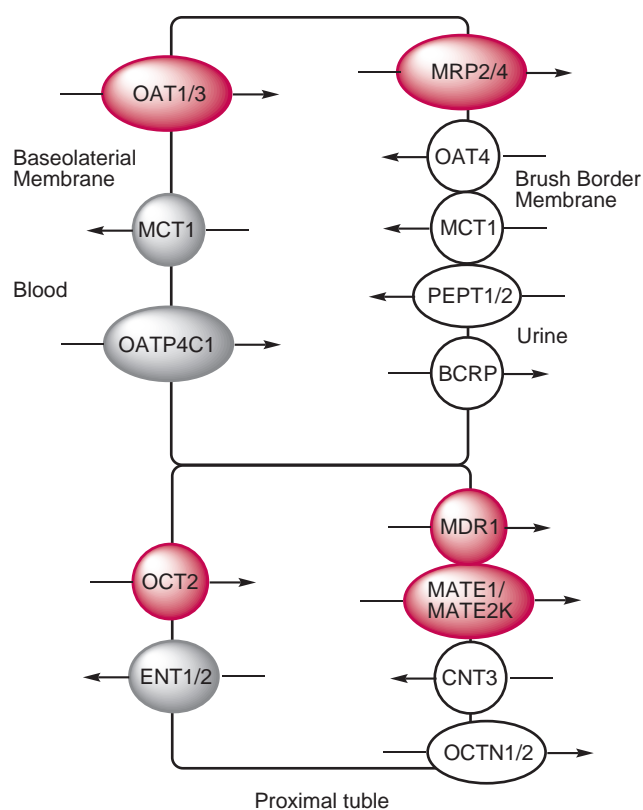 OAT1/3
MRP2/4
Baseolaterial
Membrane
OAT4
Brush Border
Membrane
MCT1
MCT1
Blood
PEPT1/2
Urine
OATP4C1
BCRP
MDR1
OCT2
MATE1/
MATE2K
ENT1/2
CNT3
OCTN1/2
Proximal tuble